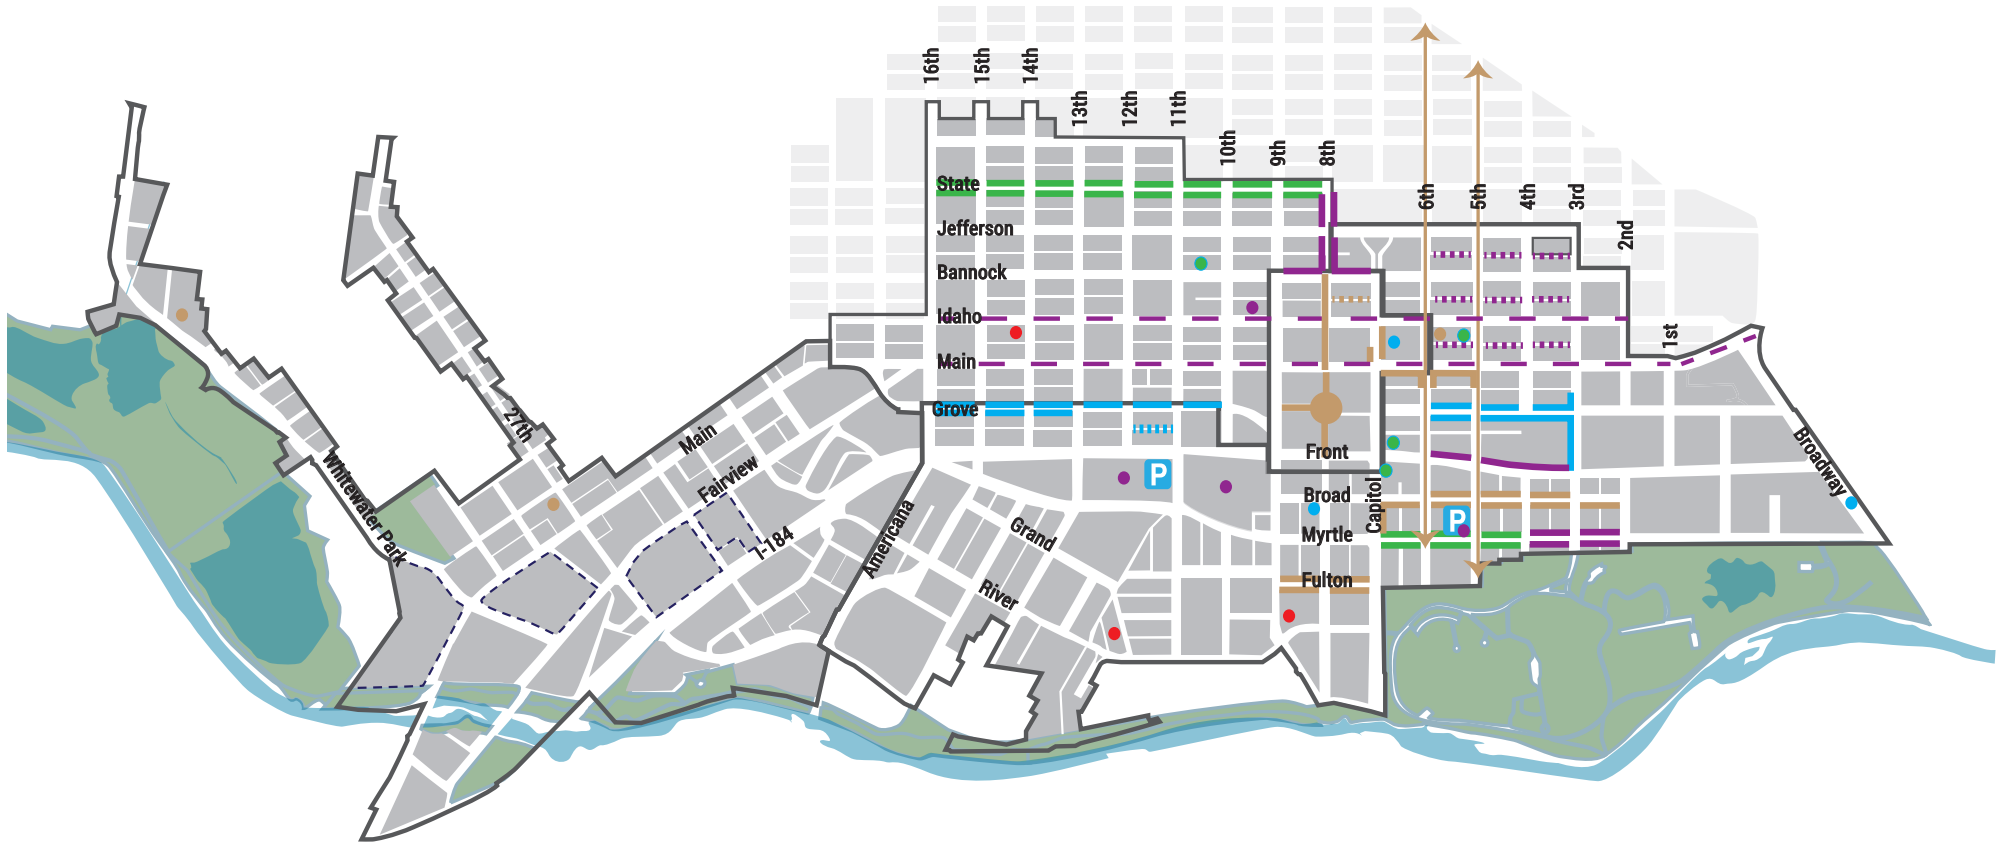 16th
15th
14th
13th
12th
11th
10th
9th
8th
6th
5th
4th
3rd
2nd
1st
State
Jefferson
Bannock
Idaho
Main
Grove
27th
Main
Fairview
Whitewater Park
I-184
Americana
Grand
River
P
Front
Broad
Capitol
Myrtle
P
Fulton
Broadway